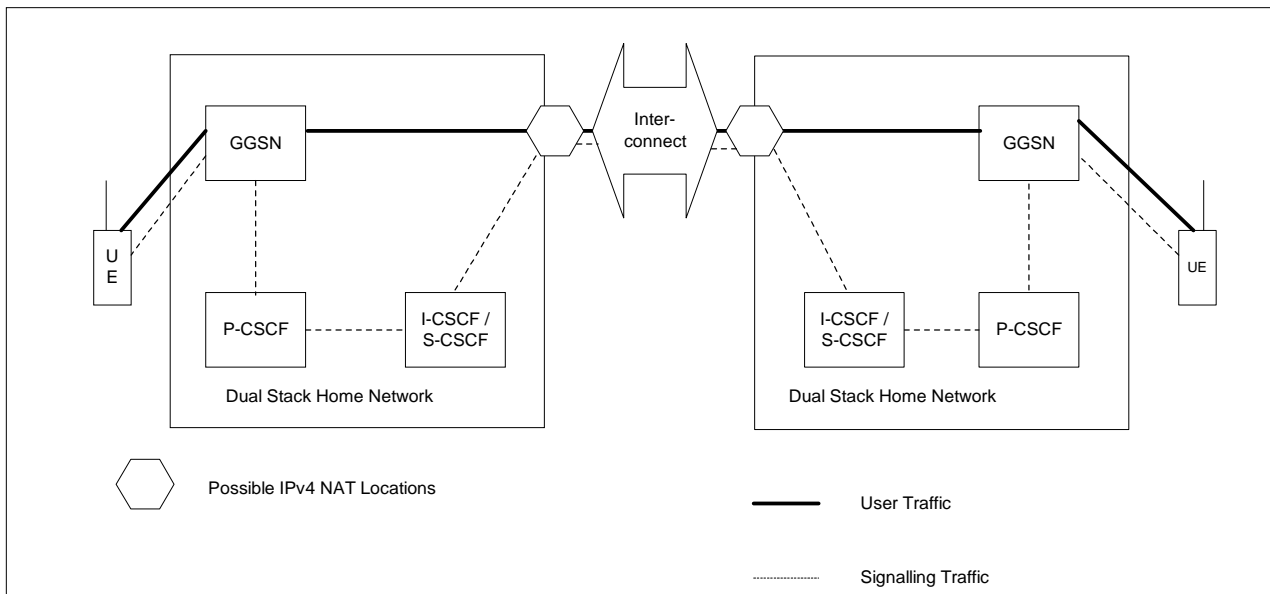 GGSN
Inter-
connect
GGSN
U
E
UE
P-CSCF
I-CSCF /
S-CSCF
I-CSCF /
S-CSCF
P-CSCF
Dual Stack Home Network
Dual Stack Home Network
Possible IPv4 NAT Locations
User Traffic
Signalling Traffic